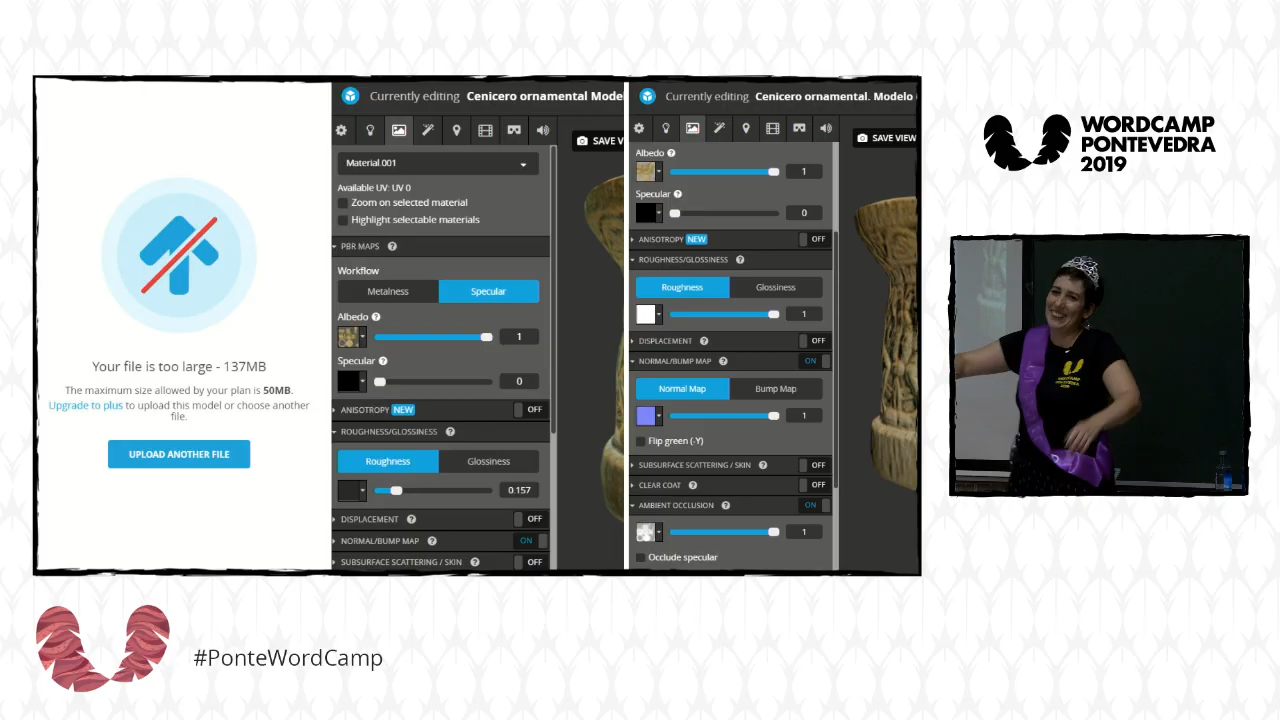 Your file is too large - 137MB
The maximum size allowed by your plan is 50MB.
Upgrade to plus to upload this model or choose another
file.
UPLOAD ANOTHER FILE
Currently editing Cenicero ornamental Model
SAVE V
Material.001
Available UV: UV 0
Zoom on selected material
Highlight selectable materials
PBR MAPS ?
Workflow
Metalness Specular
Albedo ?
1
Specular ?
0
ANISOTROPY NEW OFF
ROUGHNESS/GLOSSINESS ?
Roughness Glossiness
0.157
DISPLACEMENT ? OFF
NORMAL/BUMP MAP ? ON
SUBSURFACE SCATTERING / SKIN ? OFF
Currently editing Cenicero ornamental. Modelo
SAVE VIEW
Albedo ?
1
Specular ?
0
ANISOTROPY NEW OFF
ROUGHNESS/GLOSSINESS ?
Roughness Glossiness
1
DISPLACEMENT ? OFF
NORMAL/BUMP MAP ? ON
Normal Map Bump Map
1
Flip green (-Y)
SUBSURFACE SCATTERING / SKIN ? OFF
CLEAR COAT ? OFF
AMBIENT OCCLUSION ? ON
1
Occlude specular
WORDCAMP
PONTEVEDRA
2019
#PonteWordCamp